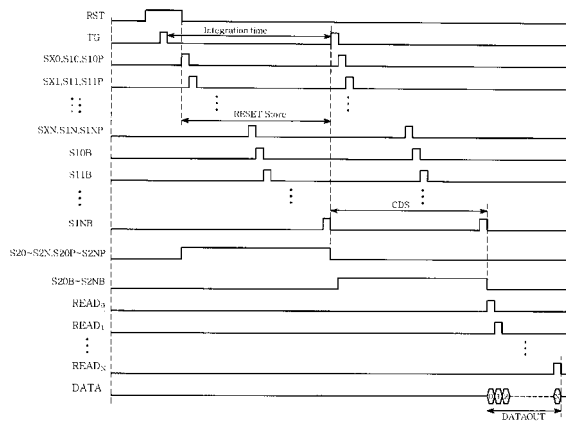 RST
Integration time
TG
SX0,S10,S10P
SX1,S11,S11P
RESET Store
SXN,S1N,S1NP
S10B
S11B
CDS
S1NB
S20~S2N,S20P~S2NP
S20B~S2NB
READ0
READ1
READN
DATA
DATAOUT